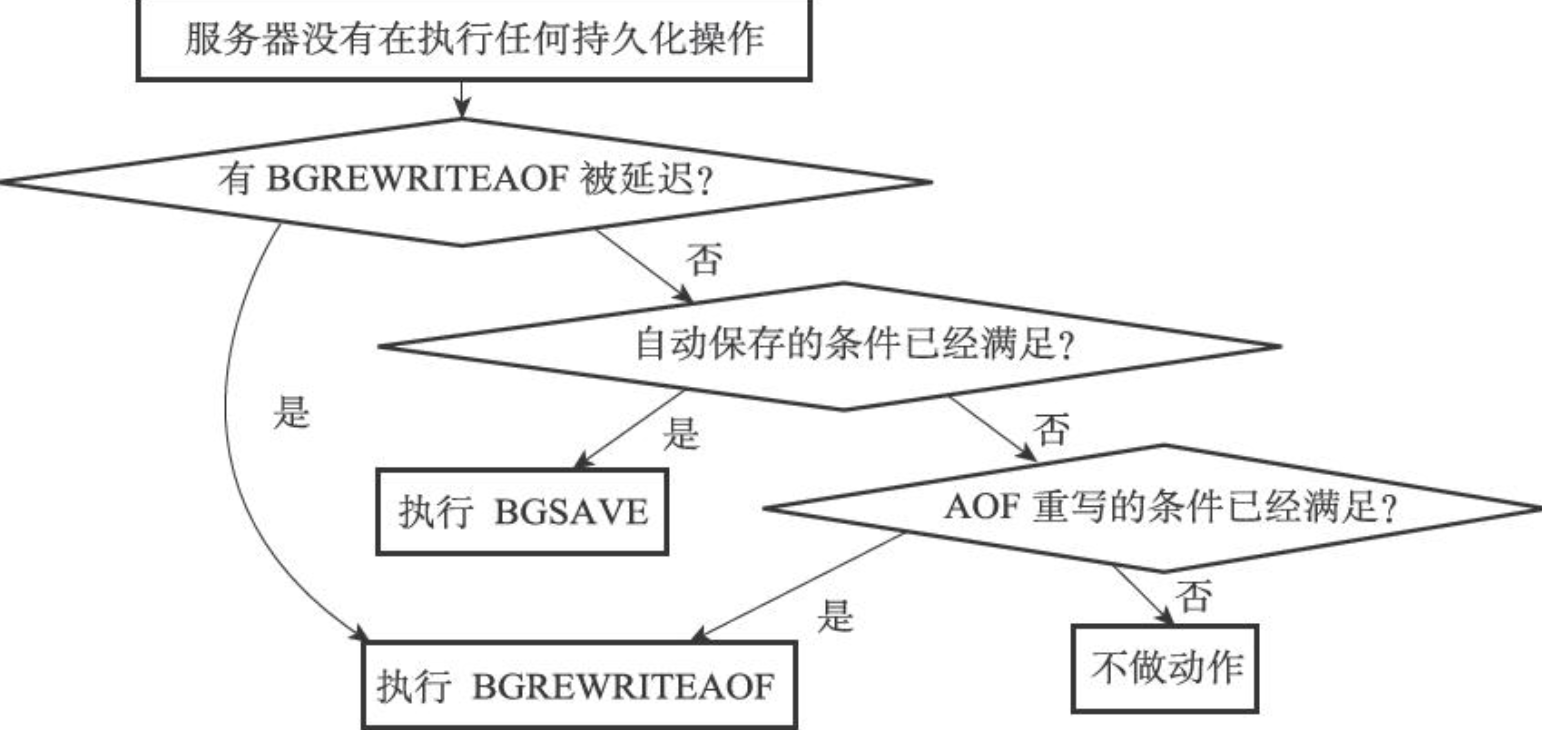 服务器没有在执行任何持久化操作
有 BGREWRITEAOF 被延迟?
否
自动保存的条件已经满足?
是
是
否
执行 BGSAVE
AOF 重写的条件已经满足?
是
否
执行 BGREWRITEAOF
不做动作